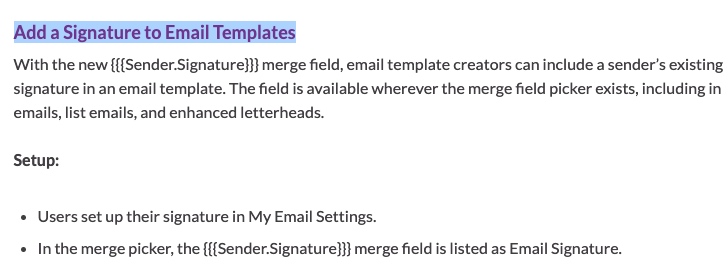 Add a Signature to Email Templates
With the new {{{Sender.Signature}}} merge field, email template creators can include a sender's existing
signature in an email template. The field is available wherever the merge field picker exists, including in
emails, list emails, and enhanced letterheads.
Setup:
• Users set up their signature in My Email Settings.
• In the merge picker, the {{{Sender.Signature}}} merge field is listed as Email Signature.